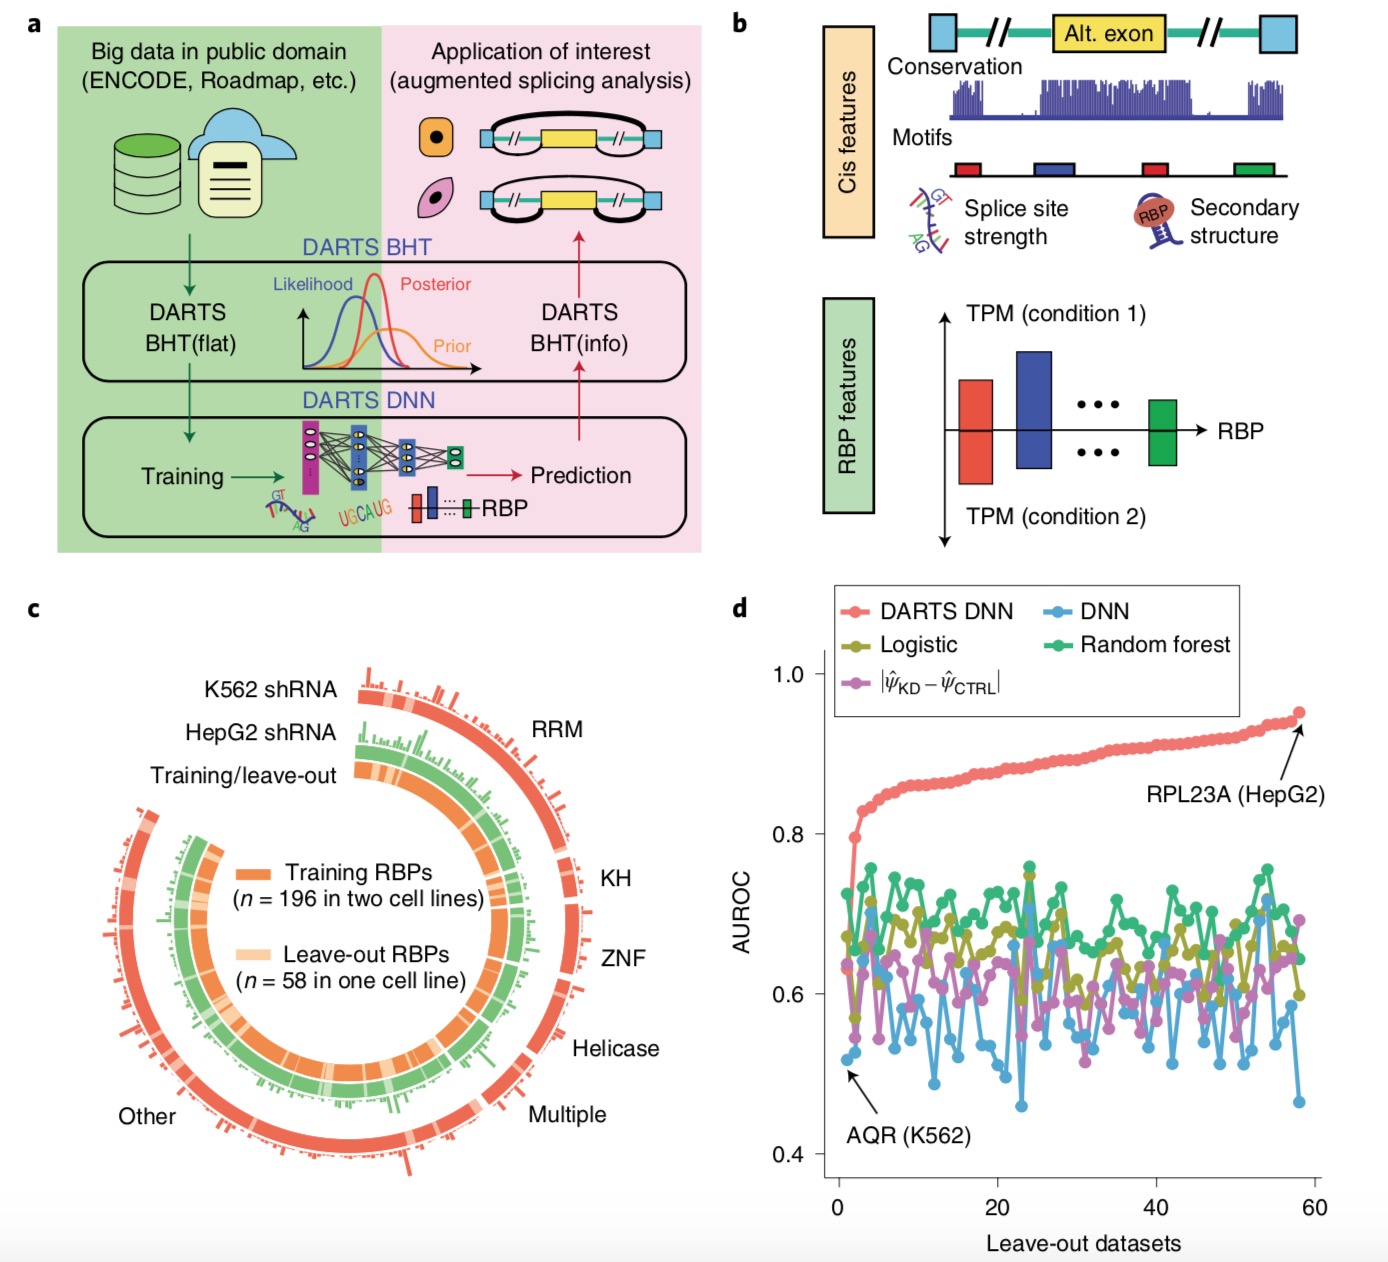 a
Big data in public domain
(ENCODE, Roadmap, etc.)
Application of interest
(augmented splicing analysis)
DARTS BHT
Likelihood
Posterior
Prior
DARTS
BHT(flat)
DARTS
BHT(info)
DARTS DNN
Training
Prediction
GT
AG
UGCAUG
RBP
b
Cis features
Alt. exon
Conservation
Motifs
GT
AG
Splice site
strength
RBP
Secondary
structure
RBP features
TPM (condition 1)
RBP
TPM (condition 2)
c
K562 shRNA
HepG2 shRNA
Training/leave-out
RRM
KH
ZNF
Helicase
Multiple
Other
Training RBPs
(n = 196 in two cell lines)
Leave-out RBPs
(n = 58 in one cell line)
d
DARTS DNN
DNN
Logistic
Random forest
|ψ̂KD – ψ̂CTRL|
AUROC
1.0
0.8
0.6
0.4
RPL23A (HepG2)
AQR (K562)
0
20
40
60
Leave-out datasets